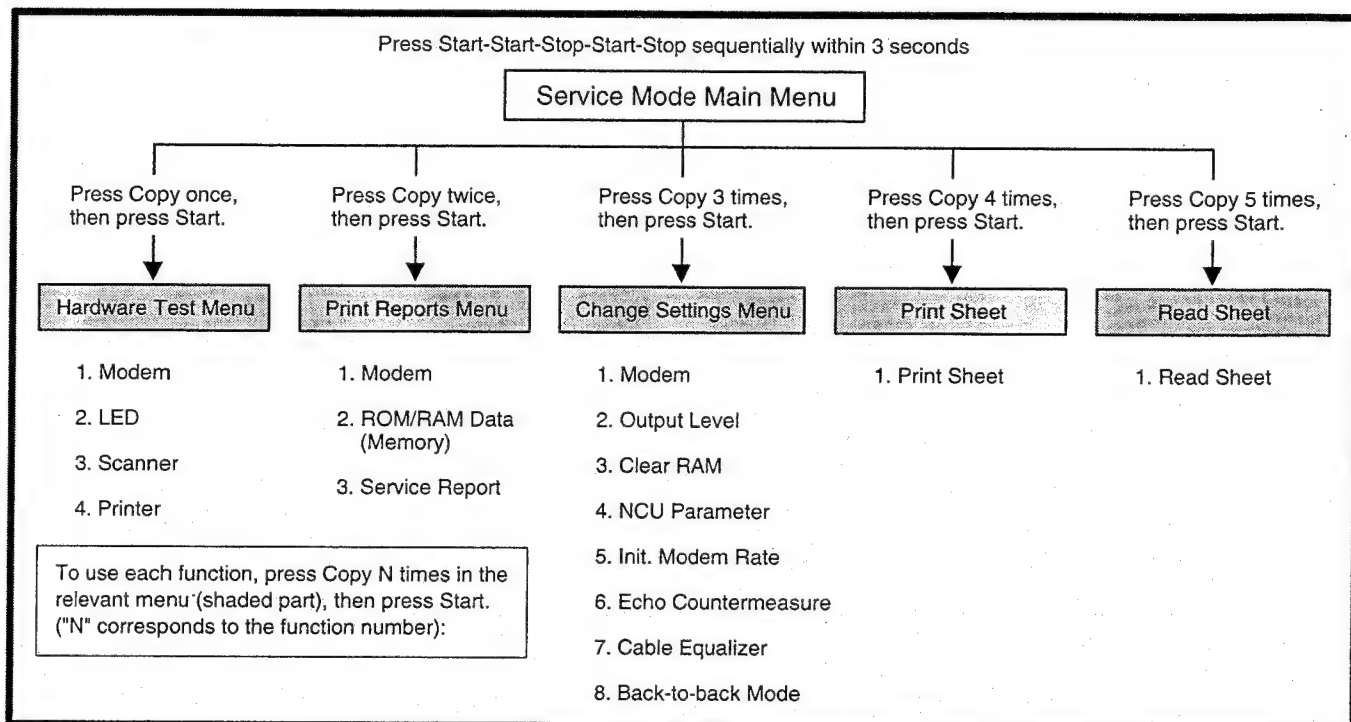 Press Start-Start-Stop-Start-Stop sequentially within 3 seconds
Service Mode Main Menu
Press Copy once,
then press Start.
Press Copy twice,
then press Start.
Press Copy 3 times,
then press Start.
Press Copy 4 times,
then press Start.
Press Copy 5 times,
then press Start.
Hardware Test Menu
Print Reports Menu
Change Settings Menu
Print Sheet
Read Sheet
1. Modem
2. LED
3. Scanner
4. Printer
1. Modem
2. ROM/RAM Data
(Memory)
3. Service Report
1. Modem
2. Output Level
3. Clear RAM
4. NCU Parameter
5. Init. Modem Rate
6. Echo Countermeasure
7. Cable Equalizer
8. Back-to-back Mode
1. Print Sheet
1. Read Sheet
To use each function, press Copy N times in the
relevant menu (shaded part), then press Start.
("N" corresponds to the function number):